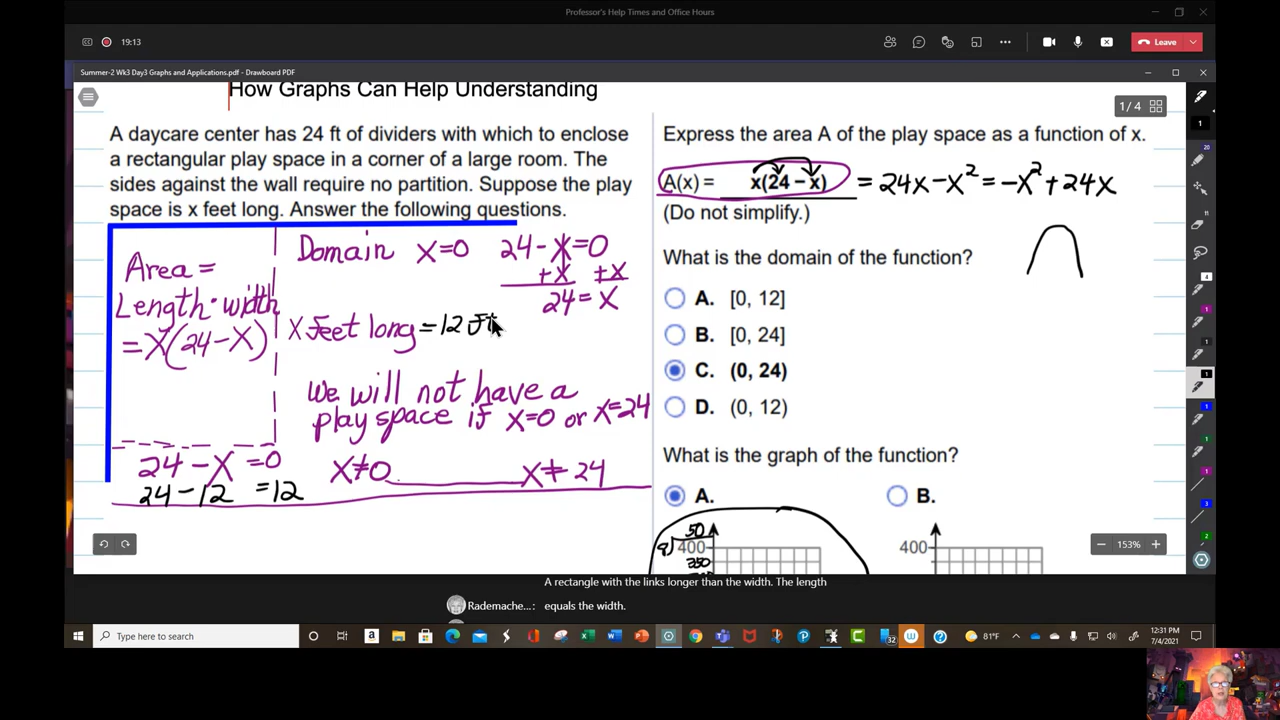 Professor's Help Times and Office Hours
19:13
Leave
Summer-2 Wk3 Day3 Graphs and Applications.pdf - Drawboard PDF
How Graphs Can Help Understanding
1/4
A daycare center has 24 ft of dividers with which to enclose
a rectangular play space in a corner of a large room. The
sides against the wall require no partition. Suppose the play
space is x feet long. Answer the following questions.
Area =
Length · width
= X(24 - X)
Domain X=0
24 - X = 0
+X +X
24 = X
X feet long = 12 ft
We will not have a
play space if X=0 or X=24
24 - X = 0
24 - 12 = 12
X≠0 X≠24
Express the area A of the play space as a function of x.
A(x) = x(24 - x) = 24x - x² = -x² + 24x
(Do not simplify.)
What is the domain of the function?
A. [0, 12]
B. [0, 24]
C. (0, 24)
D. (0, 12)
What is the graph of the function?
A.
B.
50
9 400
350
400
153%
A rectangle with the links longer than the width. The length
Rademache...: equals the width.
Type here to search
81°F
12:31 PM
7/4/2021